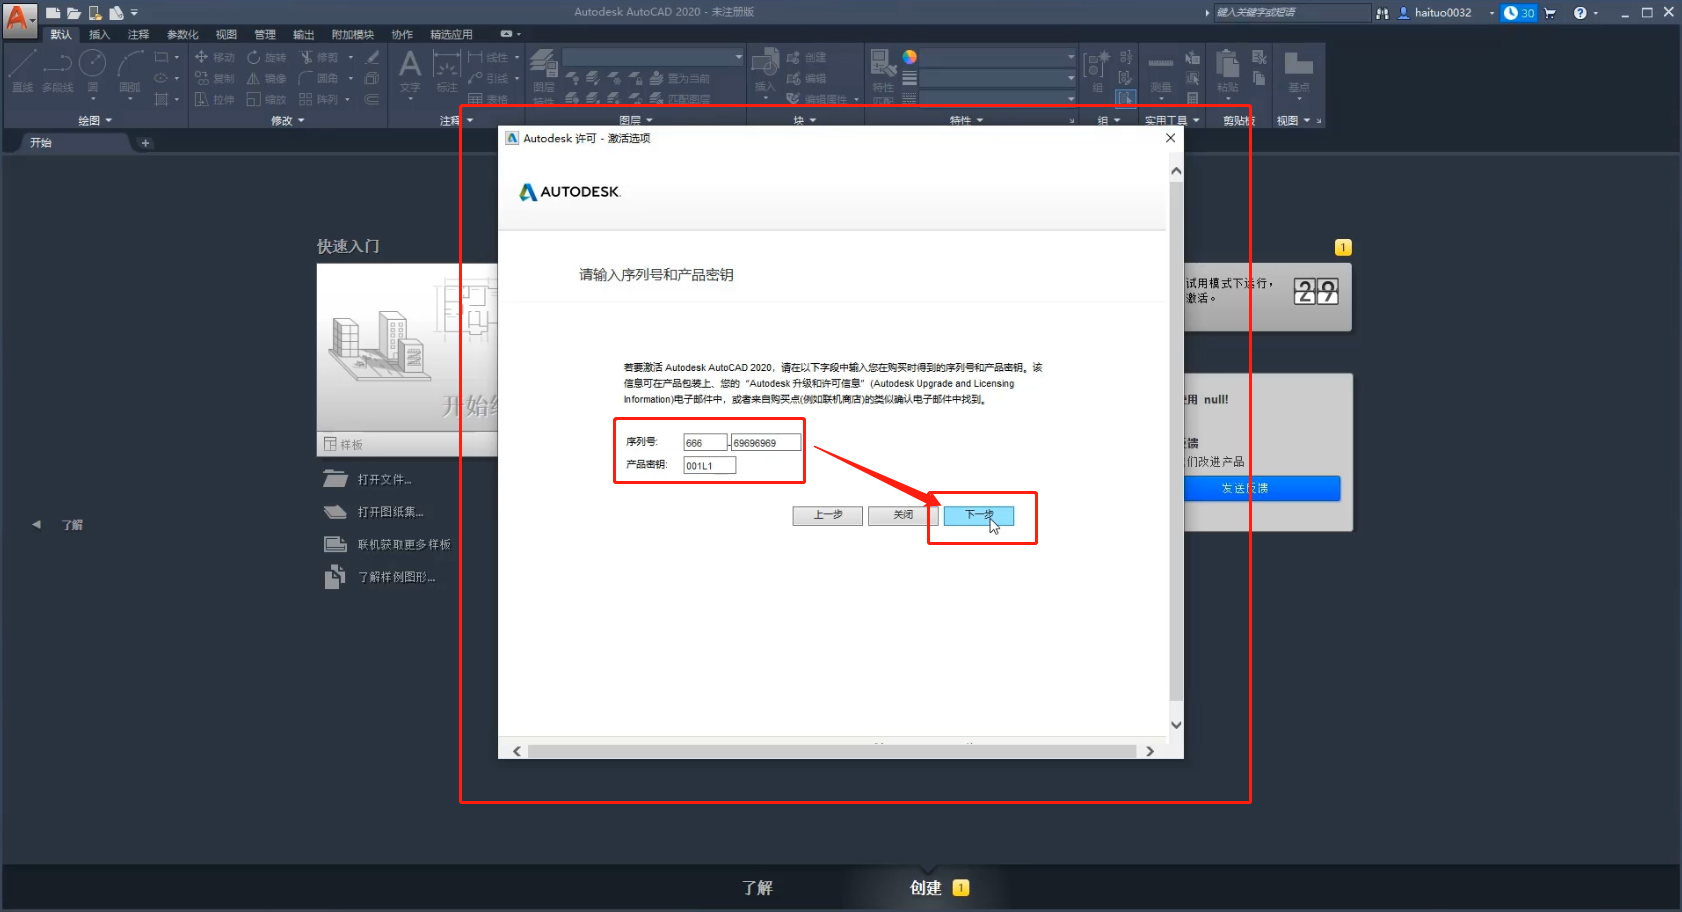 Autodesk AutoCAD 2020 - 未注册版
键入关键字或短语
haituo0032
30
默认 插入 注释 参数化 视图 管理 输出 附加模块 协作 精选应用
直线 多段线 圆 圆弧
移动 旋转 修剪
复制 镜像 圆角
拉伸 缩放 阵列
文字 标注
线性
引线
表格
图层
特性
置为当前
匹配图层
插入
创建
编辑
编辑属性
特性
匹配
组
测量
粘贴
基点
绘图 修改 注释 图层 块 特性 组 实用工具 剪贴板 视图
开始
Autodesk 许可 - 激活选项
AUTODESK.
快速入门
1
请输入序列号和产品密钥
试用模式下运行，
激活。
29
若要激活 Autodesk AutoCAD 2020，请在以下字段中输入您在购买时得到的序列号和产品密钥。该
信息可在产品包装上、您的“Autodesk 升级和许可信息”(Autodesk Upgrade and Licensing
Information)电子邮件中，或者来自购买点(例如联机商店)的类似确认电子邮件中找到。
开始
样板
使用 null!
序列号: 666 - 69696969
产品密钥: 001L1
反馈
们改进产品
发送反馈
上一步 关闭 下一步
打开文件...
打开图纸集...
联机获取更多样板
了解样例图形...
了解
了解
创建 1